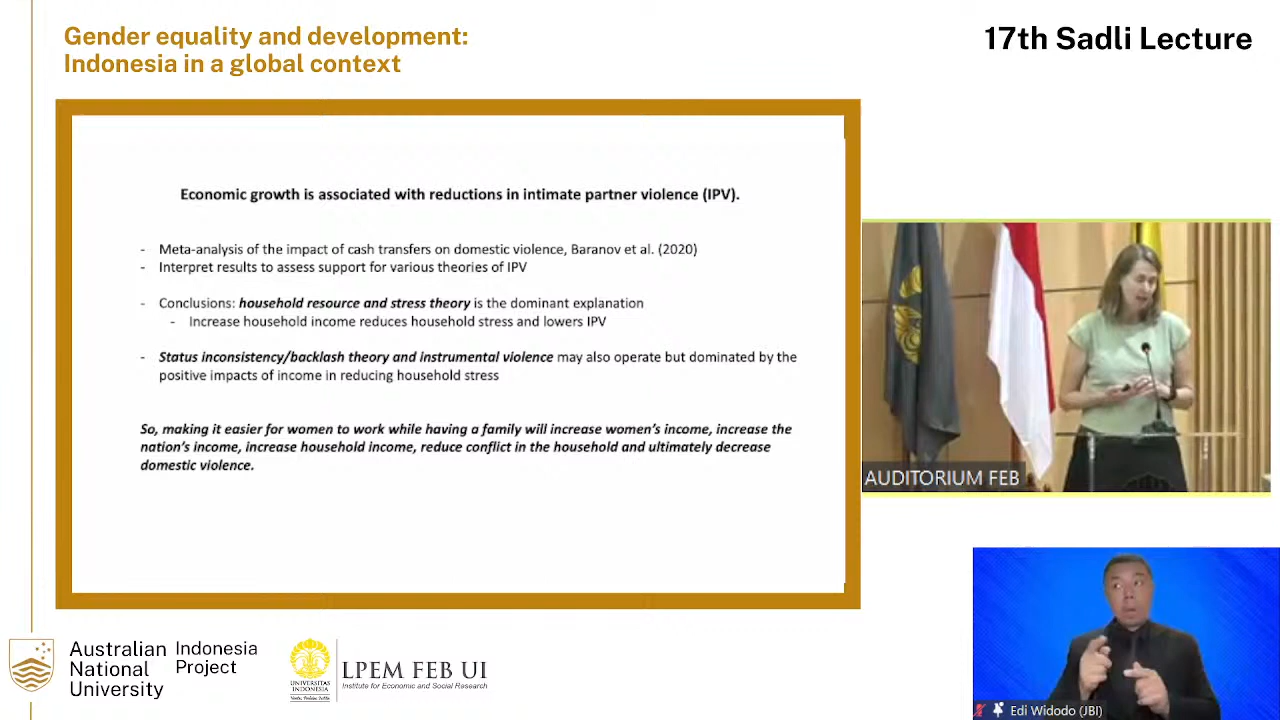 Gender equality and development:
Indonesia in a global context
17th Sadli Lecture
Economic growth is associated with reductions in intimate partner violence (IPV).
- Meta-analysis of the impact of cash transfers on domestic violence, Baranov et al. (2020)
- Interpret results to assess support for various theories of IPV
- Conclusions: household resource and stress theory is the dominant explanation
- Increase household income reduces household stress and lowers IPV
- Status inconsistency/backlash theory and instrumental violence may also operate but dominated by the
positive impacts of income in reducing household stress
So, making it easier for women to work while having a family will increase women's income, increase the
nation's income, increase household income, reduce conflict in the household and ultimately decrease
domestic violence.
AUDITORIUM FEB
Edi Widodo (JBI)
Australian
National
University
Indonesia
Project
UNIVERSITAS
INDONESIA
LPEM FEB UI
Institute for Economic and Social Research